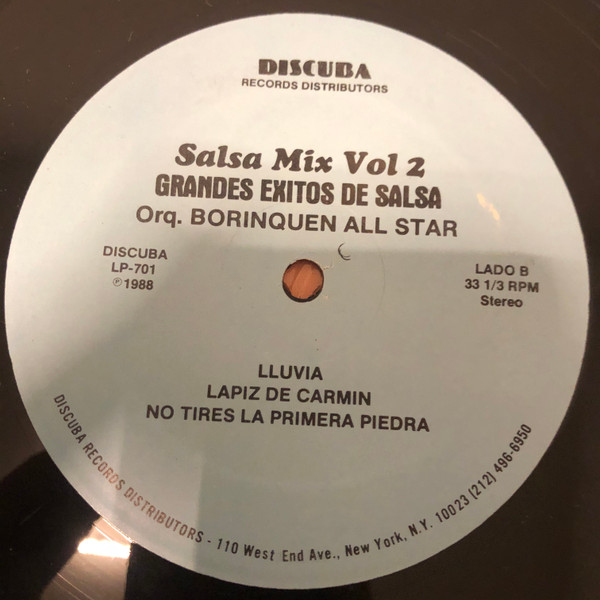 DISCUBA
RECORDS DISTRIBUTORS
Salsa Mix Vol 2
GRANDES EXITOS DE SALSA
Orq. BORINQUEN ALL STAR
DISCUBA
LP-701
℗1988
LADO B
33 1/3 RPM
Stereo
LLUVIA
LAPIZ DE CARMIN
NO TIRES LA PRIMERA PIEDRA
DISCUBA RECORDS DISTRIBUTORS - 110 West End Ave., New York, N.Y. 10023 (212) 496-6950